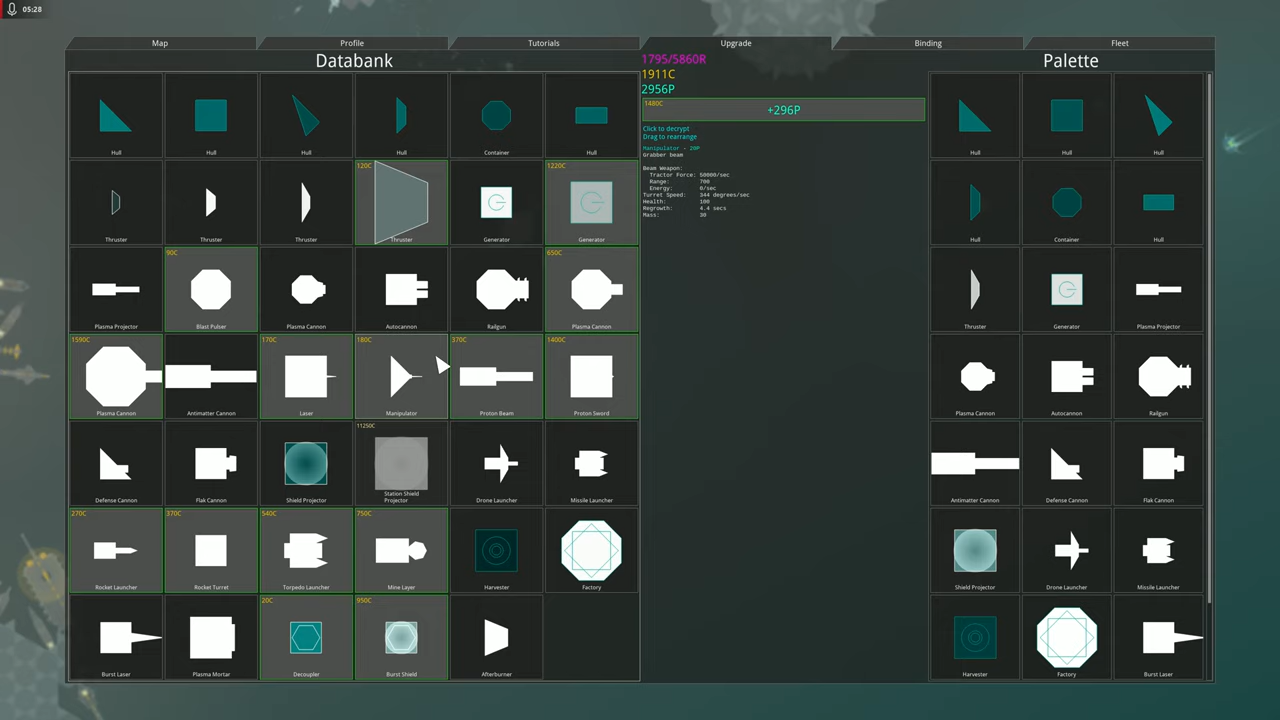 05:28
Map
Profile
Tutorials
Upgrade
Binding
Fleet
Databank
1795/5860R
1911C
2956P
1480C
+296P
Click to decrypt
Drag to rearrange
Manipulator - 20P
Grabber beam
Beam Weapon:
Tractor Force: 50000/sec
Range: 700
Energy: 0/sec
Turret Speed: 344 degrees/sec
Health: 100
Regrowth: 4.4 secs
Mass: 30
Palette
Hull Hull Hull Hull Container Hull
120C 1220C
Thruster Thruster Thruster Thruster Generator Generator
90C 650C
Plasma Projector Blast Pulser Plasma Cannon Autocannon Railgun Plasma Cannon
1590C 170C 180C 370C 1400C
Plasma Cannon Antimatter Cannon Laser Manipulator Proton Beam Proton Sword
11250C
Defense Cannon Flak Cannon Shield Projector Station Shield Projector Drone Launcher Missile Launcher
270C 370C 540C 750C
Rocket Launcher Rocket Turret Torpedo Launcher Mine Layer Harvester Factory
20C 950C
Burst Laser Plasma Mortar Decoupler Burst Shield Afterburner
Hull Hull Hull
Hull Container Hull
Thruster Generator Plasma Projector
Plasma Cannon Autocannon Railgun
Antimatter Cannon Defense Cannon Flak Cannon
Shield Projector Drone Launcher Missile Launcher
Harvester Factory Burst Laser